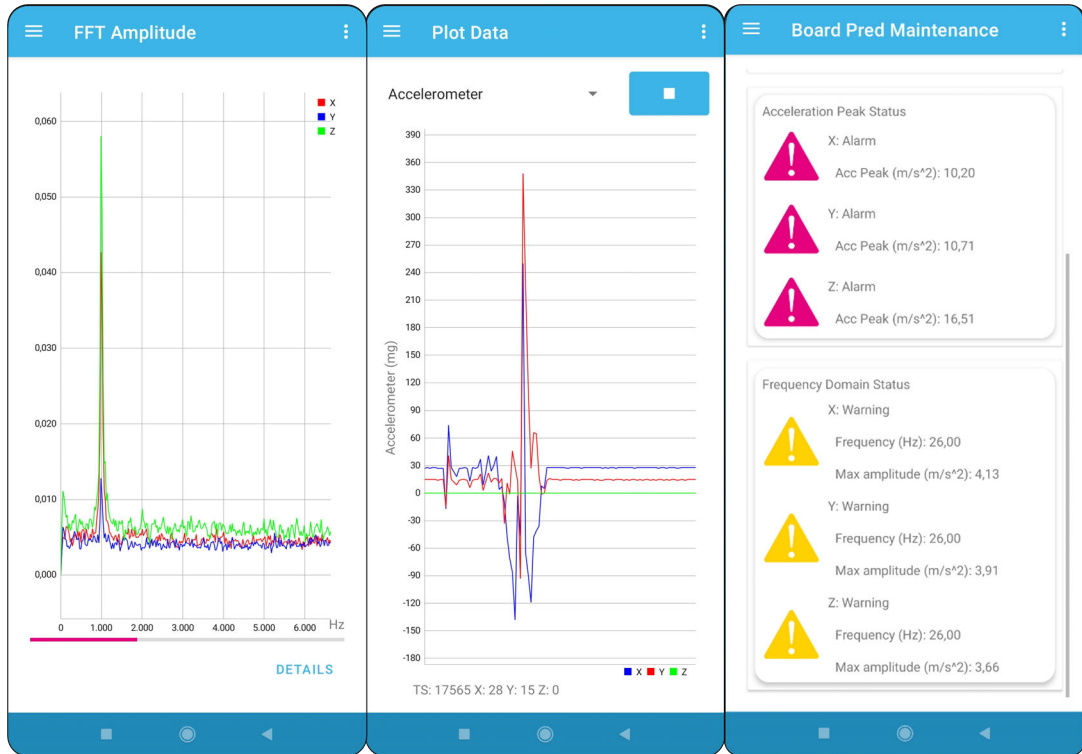 FFT Amplitude
X
Y
Z
0,060
0,050
0,040
0,030
0,020
0,010
0,000
0 1.000 2.000 3.000 4.000 5.000 6.000 Hz
DETAILS
Plot Data
Accelerometer
Accelerometer (mg)
390
360
330
300
270
240
210
180
150
120
90
60
30
0
-30
-60
-90
-120
-150
-180
X Y Z
TS: 17565 X: 28 Y: 15 Z: 0
Board Pred Maintenance
Acceleration Peak Status
X: Alarm
Acc Peak (m/s^2): 10,20
Y: Alarm
Acc Peak (m/s^2): 10,71
Z: Alarm
Acc Peak (m/s^2): 16,51
Frequency Domain Status
X: Warning
Frequency (Hz): 26,00
Max amplitude (m/s^2): 4,13
Y: Warning
Frequency (Hz): 26,00
Max amplitude (m/s^2): 3,91
Z: Warning
Frequency (Hz): 26,00
Max amplitude (m/s^2): 3,66